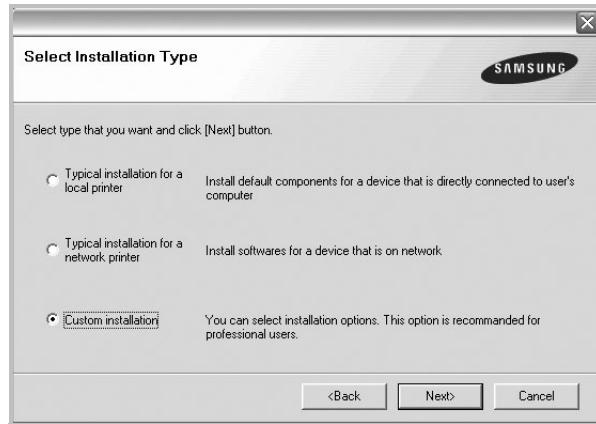 Select Installation Type
SAMSUNG
Select type that you want and click [Next] button.
Typical installation for a
local printer
Install default components for a device that is directly connected to user's
computer
Typical installation for a
network printer
Install softwares for a device that is on network
Custom installation
You can select installation options. This option is recommanded for
professional users.
<Back
Next>
Cancel